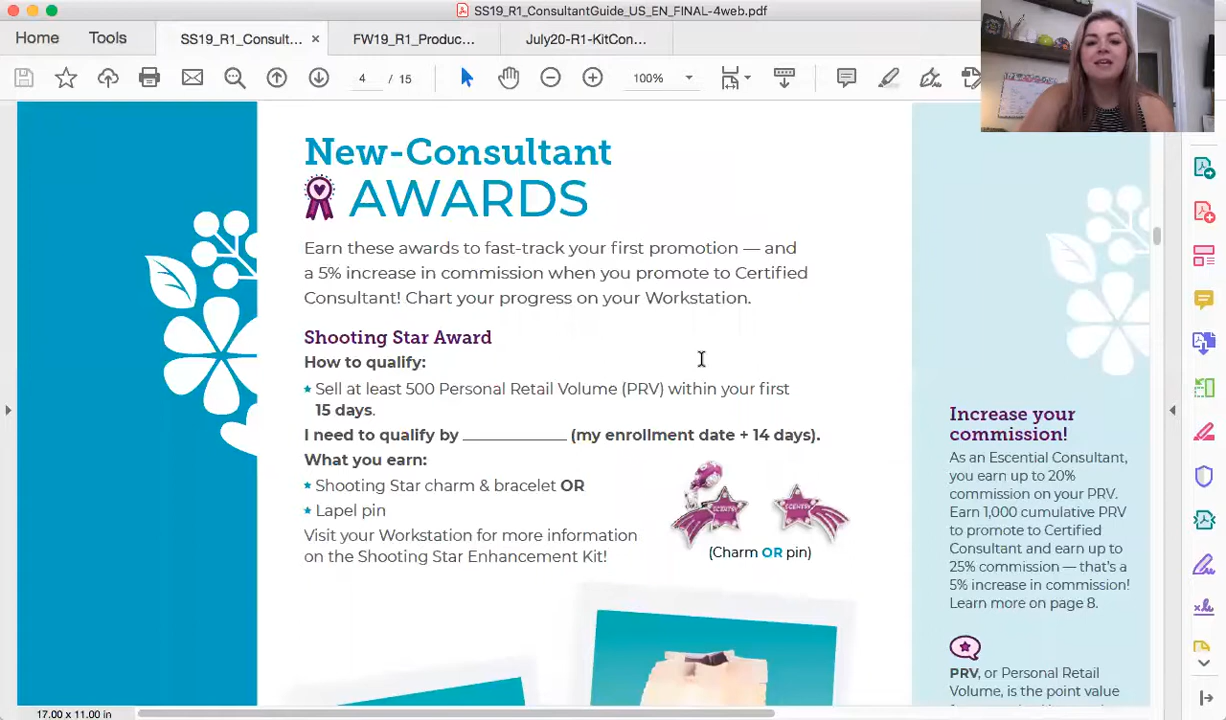 SS19_R1_ConsultantGuide_US_EN_FINAL-4web.pdf
Home Tools SS19_R1_Consult... × FW19_R1_Produc... July20-R1-KitCon...
4 / 15 100%
New-Consultant
AWARDS
Earn these awards to fast-track your first promotion — and
a 5% increase in commission when you promote to Certified
Consultant! Chart your progress on your Workstation.
Shooting Star Award
How to qualify:
Sell at least 500 Personal Retail Volume (PRV) within your first
15 days.
I need to qualify by ____________ (my enrollment date + 14 days).
What you earn:
Shooting Star charm & bracelet OR
Lapel pin
Visit your Workstation for more information
on the Shooting Star Enhancement Kit!
SCENTSY
SCENTSY
(Charm OR pin)
Increase your
commission!
As an Escential Consultant,
you earn up to 20%
commission on your PRV.
Earn 1,000 cumulative PRV
to promote to Certified
Consultant and earn up to
25% commission — that's a
5% increase in commission!
Learn more on page 8.
PRV, or Personal Retail
Volume, is the point value
17.00 x 11.00 in